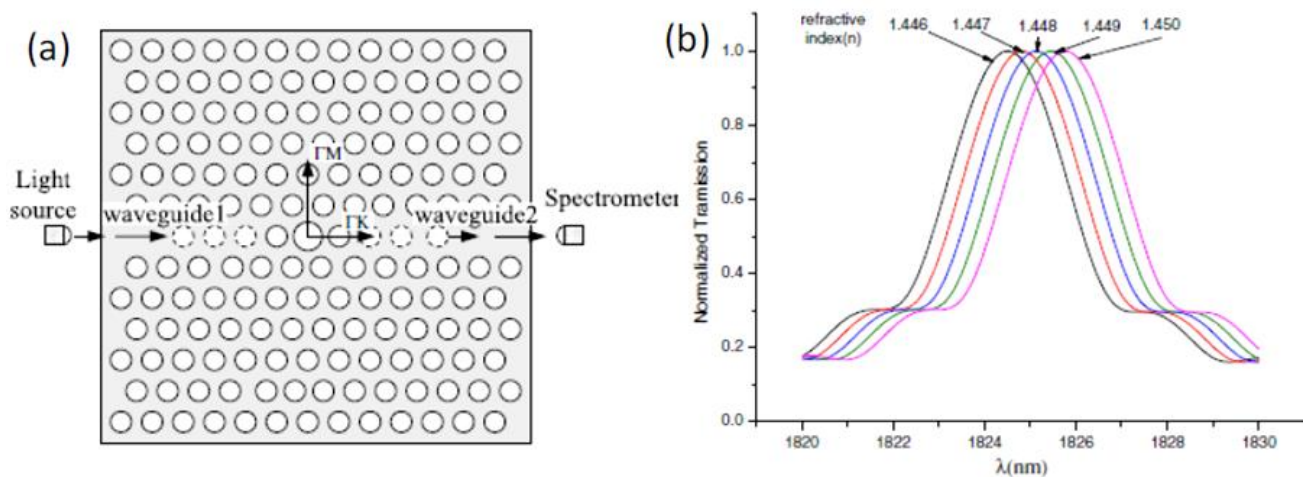 (a)
ΓM
Light
source
waveguide1
ΓK
waveguide2
Spectrometer
(b)
refractive
index(n)
1.446
1.447
1.448
1.449
1.450
Normalized Tramission
1.0
0.8
0.6
0.4
0.2
0.0
1820
1822
1824
1826
1828
1830
λ(nm)